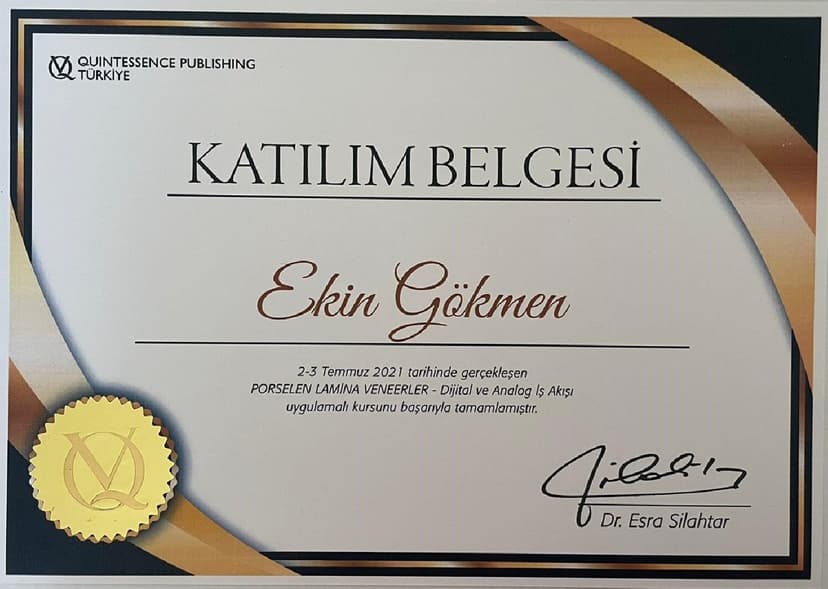 QUINTESSENCE PUBLISHING
TÜRKİYE
KATILIM BELGESİ
Ekin Gökmen
2-3 Temmuz 2021 tarihinde gerçekleşen
PORSELEN LAMİNA VENEERLER - Dijital ve Analog İş Akışı
uygulamalı kursunu başarıyla tamamlamıştır.
Dr. Esra Silahtar